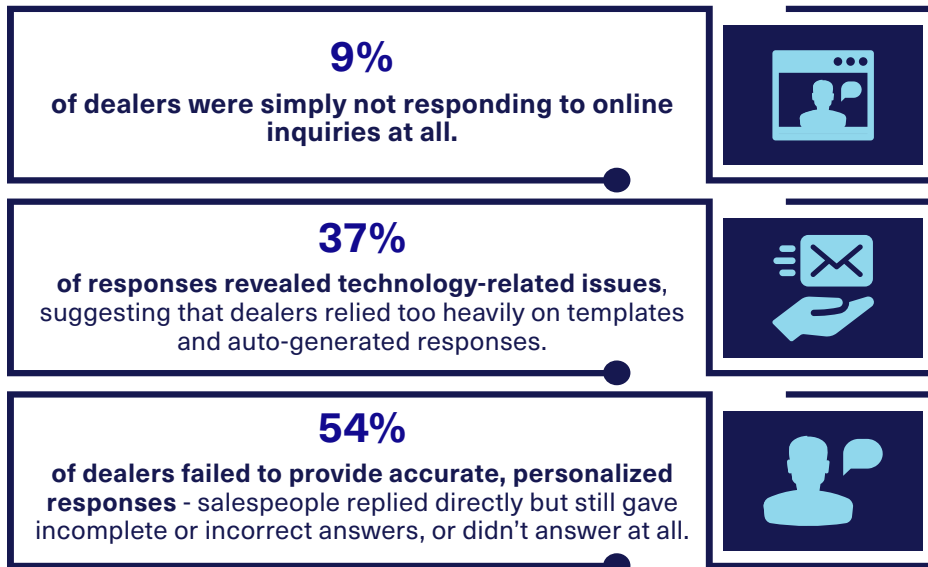 9%
of dealers were simply not responding to online
inquiries at all.
37%
of responses revealed technology-related issues,
suggesting that dealers relied too heavily on templates
and auto-generated responses.
54%
of dealers failed to provide accurate, personalized
responses - salespeople replied directly but still gave
incomplete or incorrect answers, or didn’t answer at all.